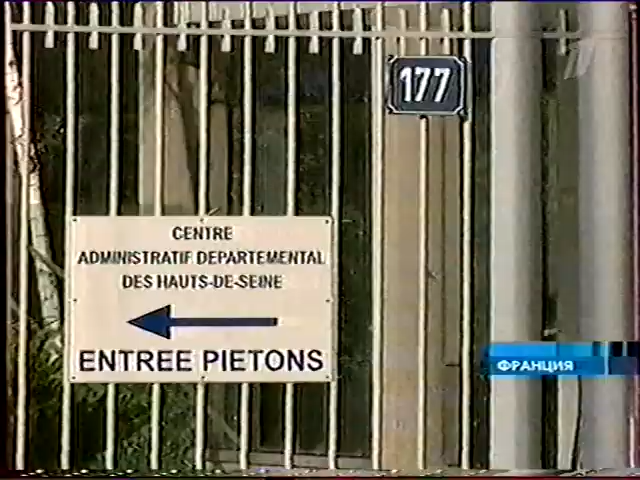 177
CENTRE
ADMINISTRATIF DEPARTEMENTAL
DES HAUTS-DE-SEINE
ENTREE PIETONS
ФРАНЦИЯ